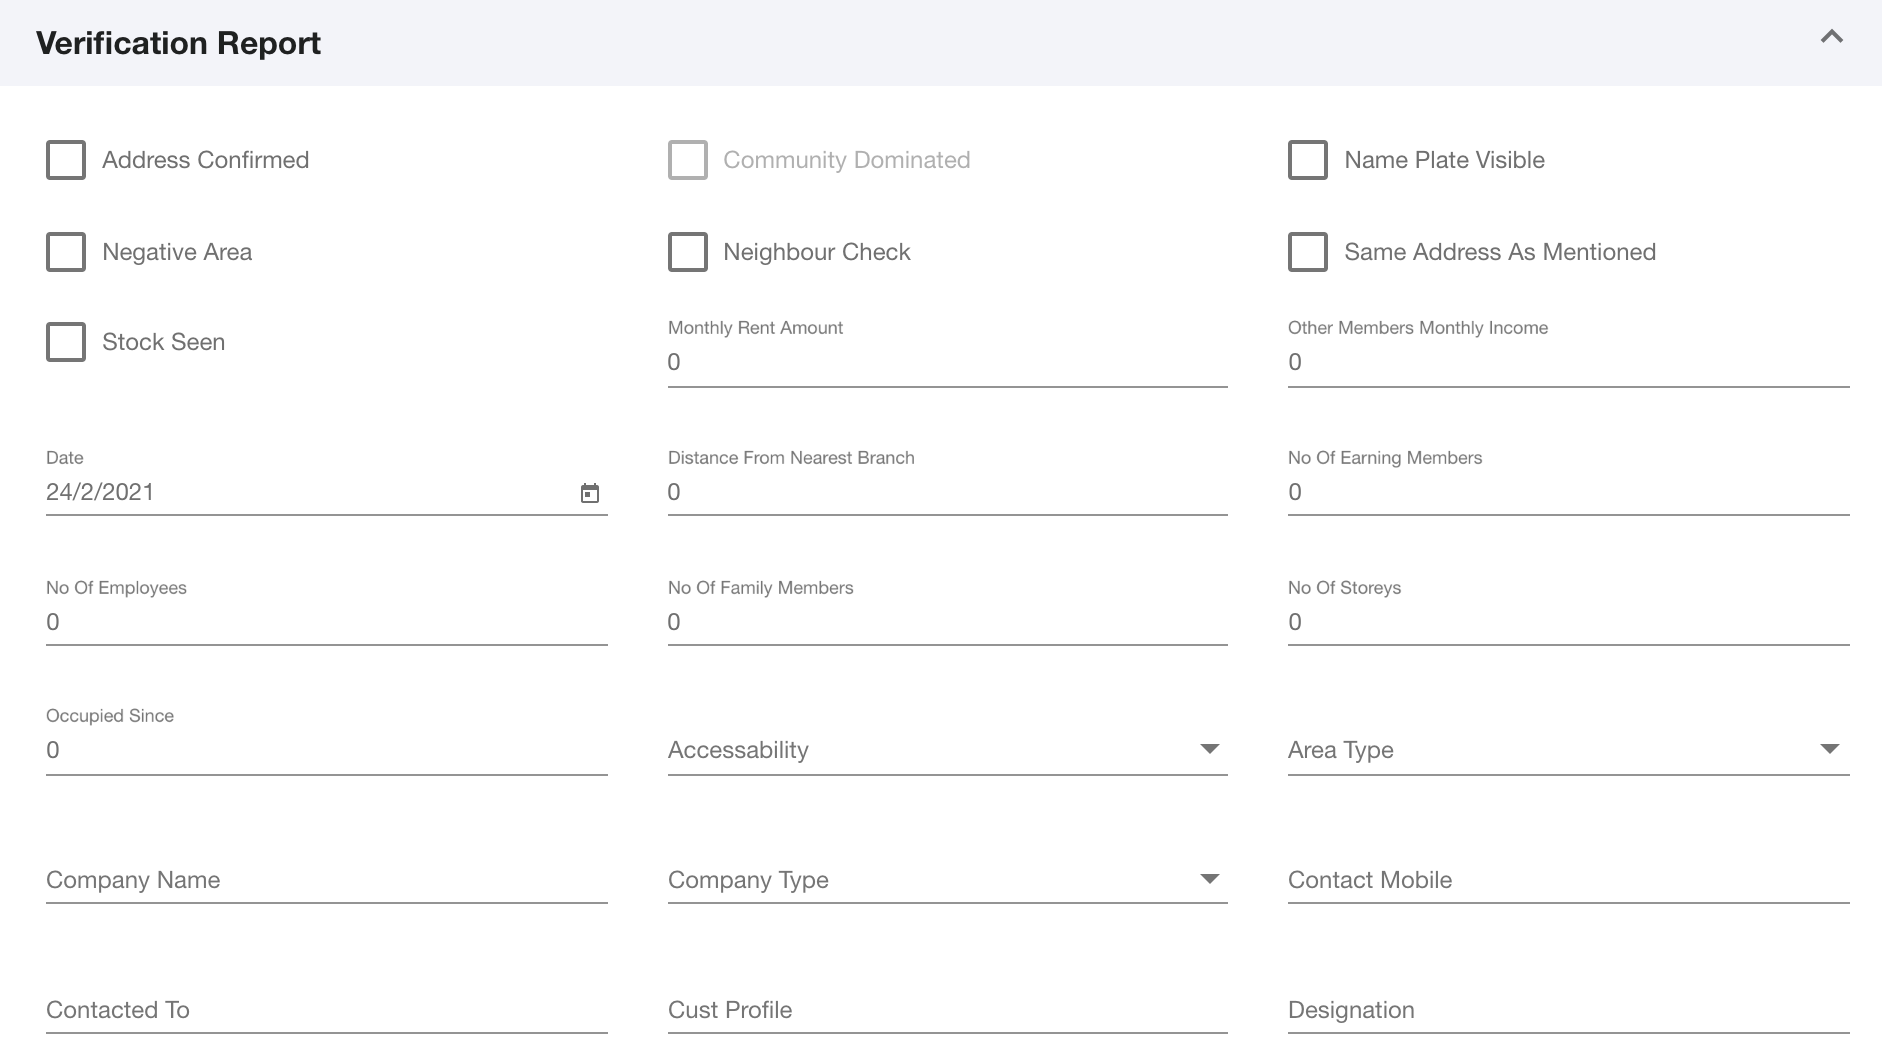 Verification Report
Address Confirmed
Community Dominated
Name Plate Visible
Negative Area
Neighbour Check
Same Address As Mentioned
Stock Seen
Monthly Rent Amount
0
Other Members Monthly Income
0
Date
24/2/2021
Distance From Nearest Branch
0
No Of Earning Members
0
No Of Employees
0
No Of Family Members
0
No Of Storeys
0
Occupied Since
0
Accessability
Area Type
Company Name
Company Type
Contact Mobile
Contacted To
Cust Profile
Designation